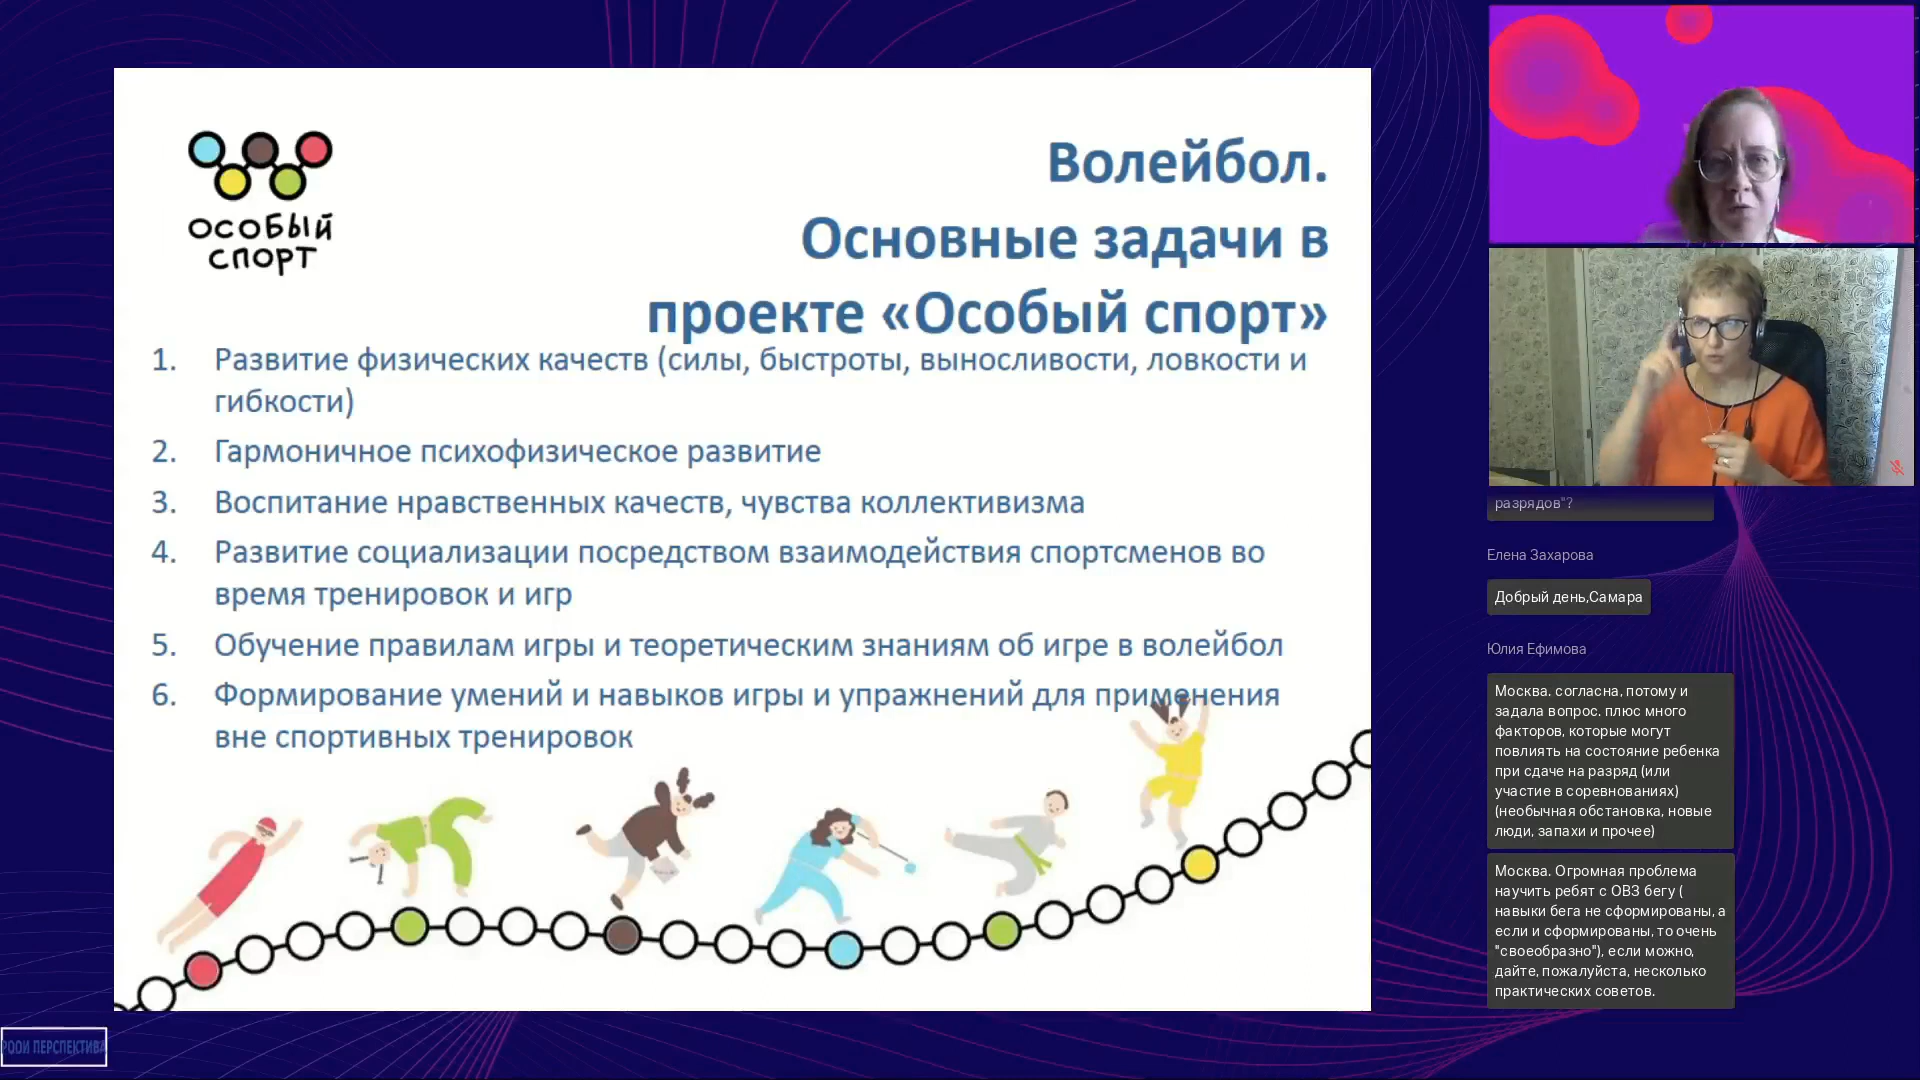 ОСОБЫЙ
СПОРТ
Волейбол.
Основные задачи в
проекте «Особый спорт»
1. Развитие физических качеств (силы, быстроты, выносливости, ловкости и
гибкости)
2. Гармоничное психофизическое развитие
3. Воспитание нравственных качеств, чувства коллективизма
4. Развитие социализации посредством взаимодействия спортсменов во
время тренировок и игр
5. Обучение правилам игры и теоретическим знаниям об игре в волейбол
6. Формирование умений и навыков игры и упражнений для применения
вне спортивных тренировок
РООИ ПЕРСПЕКТИВА
разрядов"?
Елена Захарова
Добрый день,Самара
Юлия Ефимова
Москва. согласна, потому и
задала вопрос. плюс много
факторов, которые могут
повлиять на состояние ребенка
при сдаче на разряд (или
участие в соревнованиях)
(необычная обстановка, новые
люди, запахи и прочее)
Москва. Огромная проблема
научить ребят с ОВЗ бегу (
навыки бега не сформированы, а
если и сформированы, то очень
"своеобразно"), если можно,
дайте, пожалуйста, несколько
практических советов.